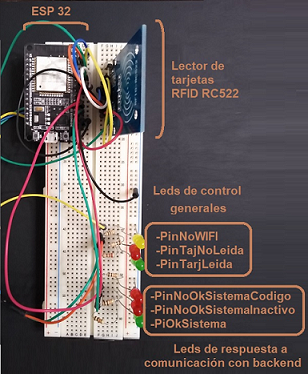 ESP 32
Lector de
tarjetas
RFID RC522
Leds de control
generales
-PinNoWIFI
-PinTajNoLeida
-PinTarjLeida
-PinNoOkSistemaCodigo
-PinNoOkSistemaInactivo
-PiOkSistema
Leds de respuesta a
comunicación con backend